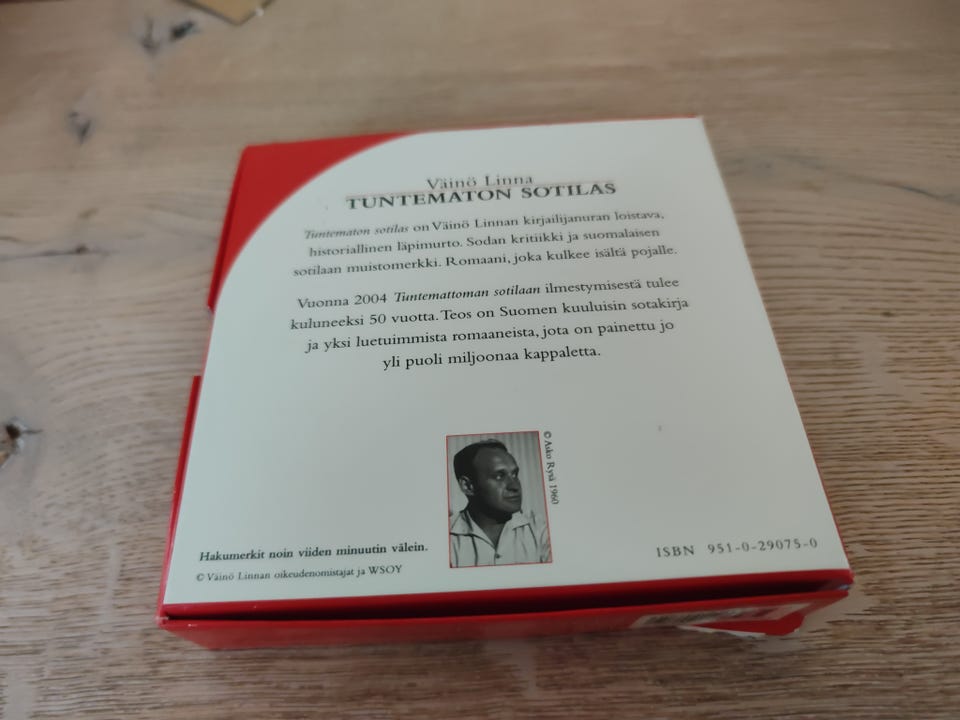 Väinö Linna
TUNTEMATON SOTILAS
Tuntematon sotilas on Väinö Linnan kirjailijanuran loistava,
historiallinen läpimurto. Sodan kritiikki ja suomalaisen
sotilaan muistomerkki. Romaani, joka kulkee isältä pojalle.
Vuonna 2004 Tuntemattoman sotilaan ilmestymisestä tulee
kuluneeksi 50 vuotta. Teos on Suomen kuuluisin sotakirja
ja yksi luetuimmista romaaneista, jota on painettu jo
yli puoli miljoonaa kappaletta.
© Asko Rysä 1960
Hakumerkit noin viiden minuutin välein.
© Väinö Linnan oikeudenomistajat ja WSOY
ISBN 951-0-29075-0